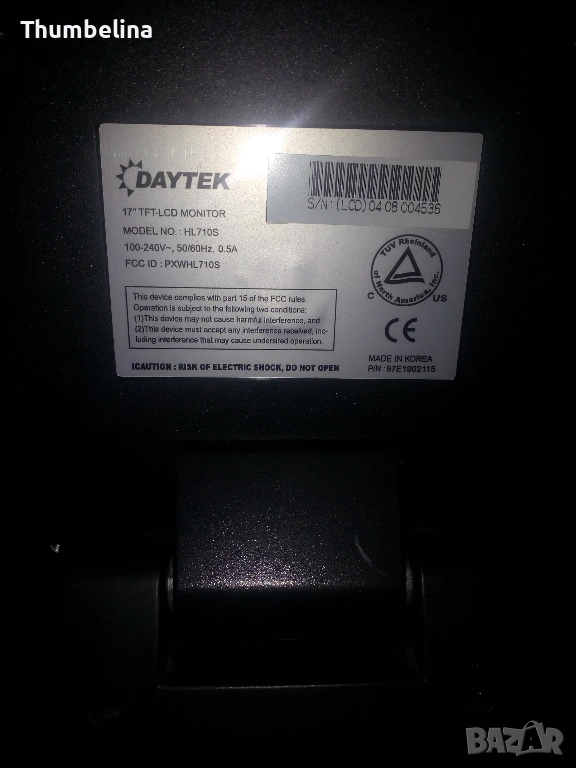 Thumbelina
DAYTEK
17" TFT-LCD MONITOR
MODEL NO. : HL710S
100-240V~, 50/60Hz, 0.5A
FCC ID : PXWHL710S
S/N: (LCD) 04 08 004535
TUV Rheinland
of North America, Inc.
C US
This device complies with part 15 of the FCC rules.
Operation is subject to the following two conditions:
(1)This device may not cause harmful interference, and
(2)This device must accept any interference received, inc-
luding interference that may cause undersired operation.
CE
MADE IN KOREA
P/N : 97E1902115
!CAUTION : RISK OF ELECTRIC SHOCK, DO NOT OPEN
BAZAR